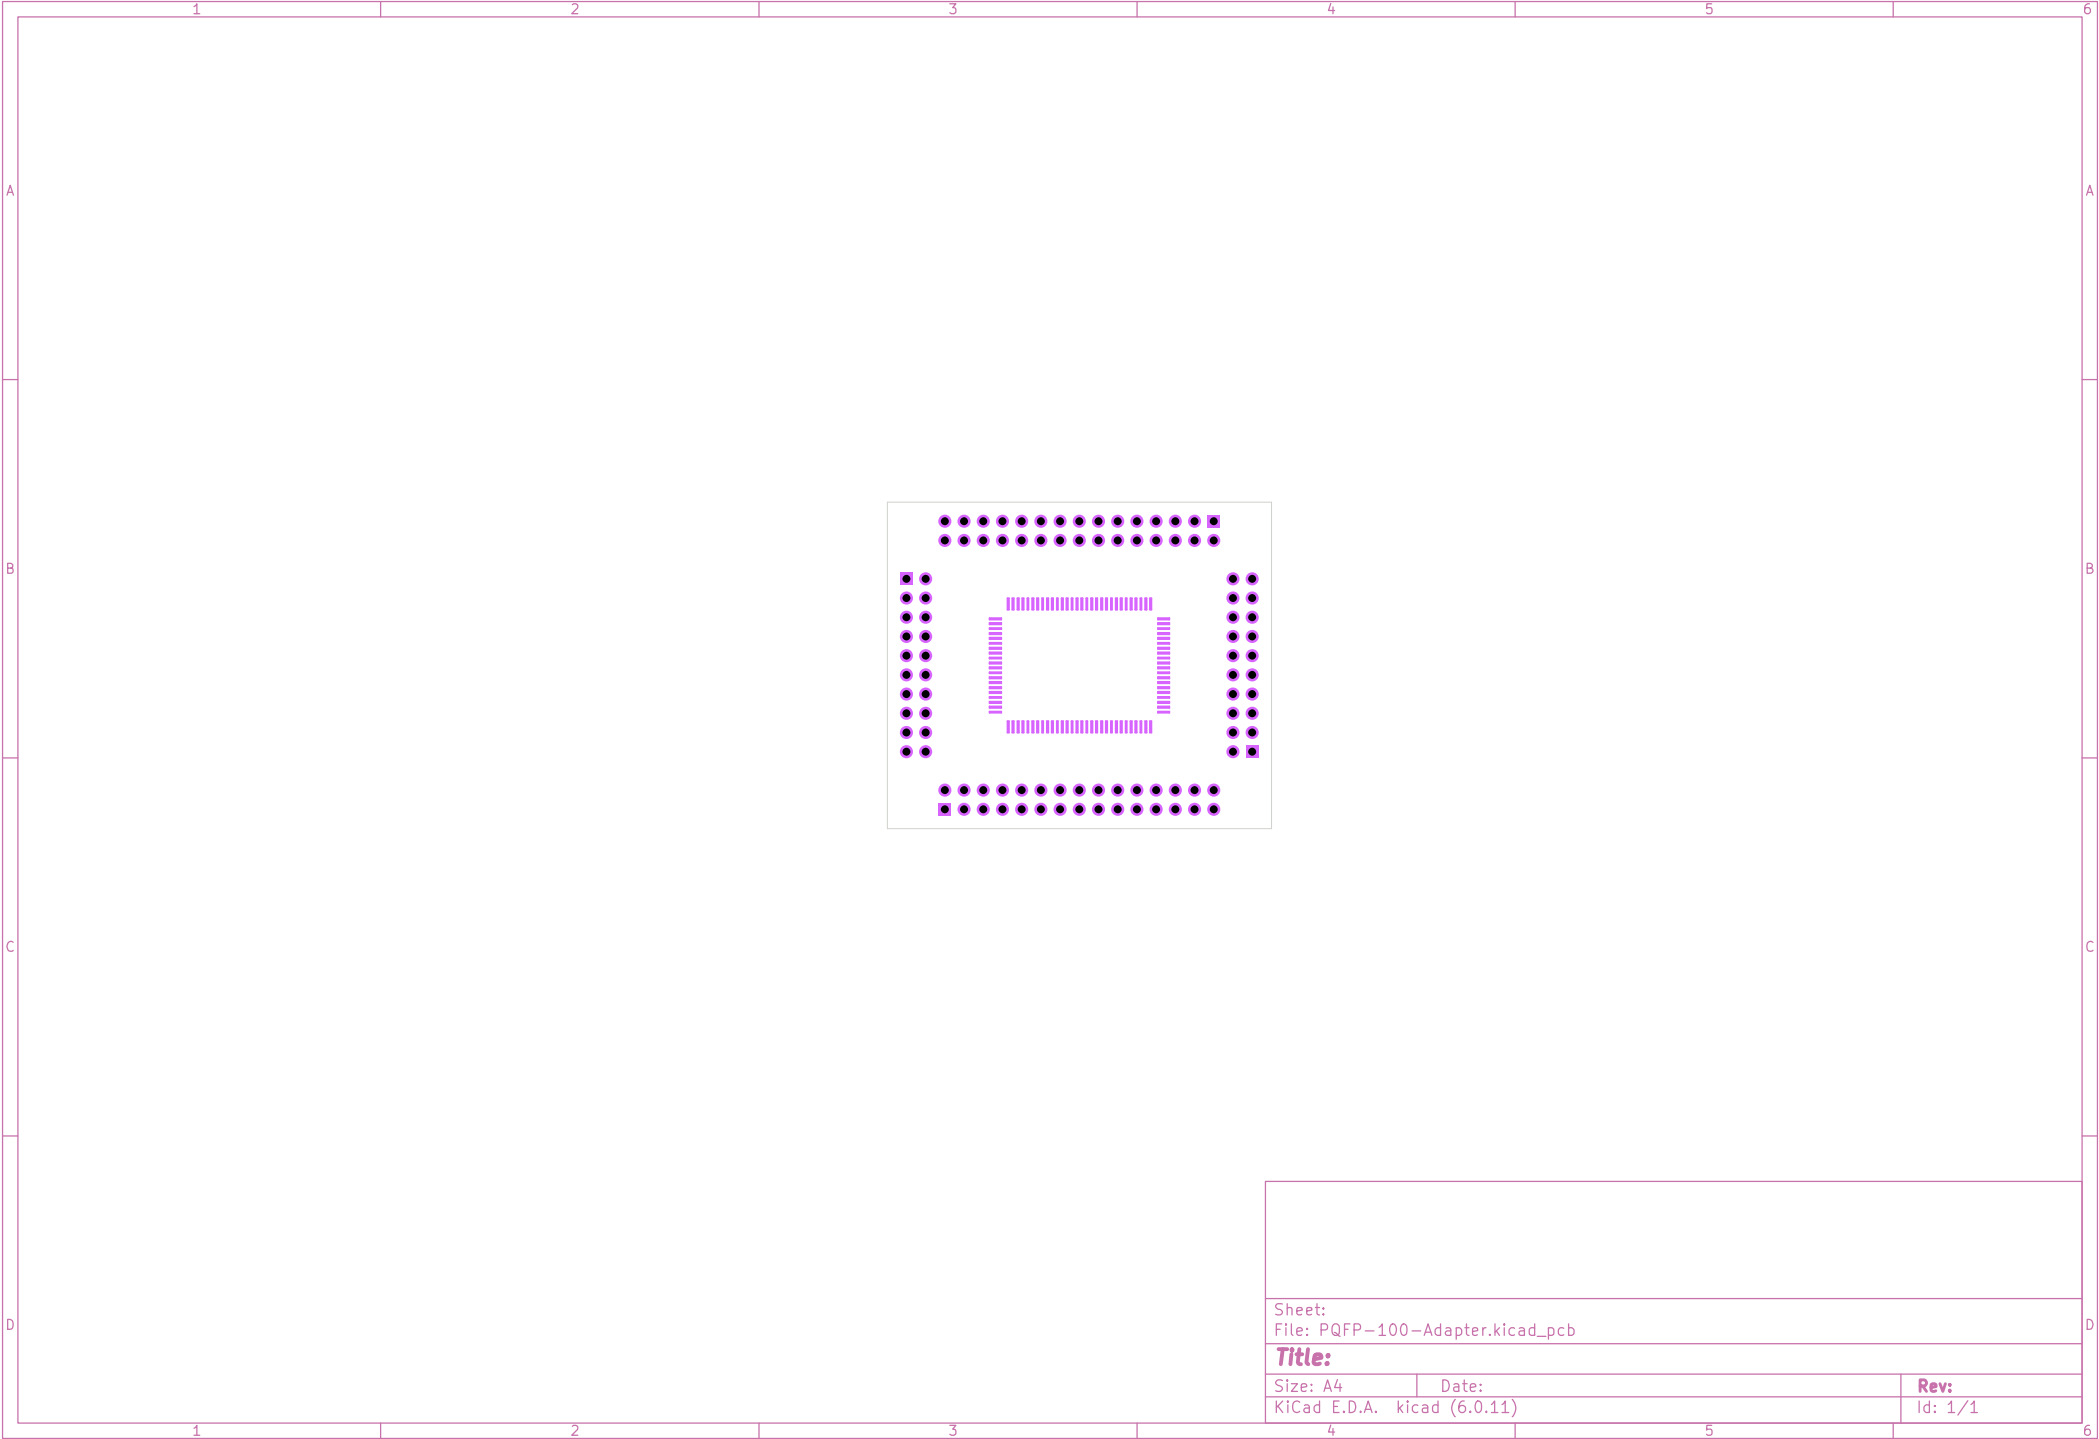 1 2 3 4 5 6
A A
B B
C C
Sheet:
File: PQFP-100-Adapter.kicad_pcb
D D
Title:
Size: A4 Date: Rev:
KiCad E.D.A. kicad (6.0.11) Id: 1/1
1 2 3 4 5 6